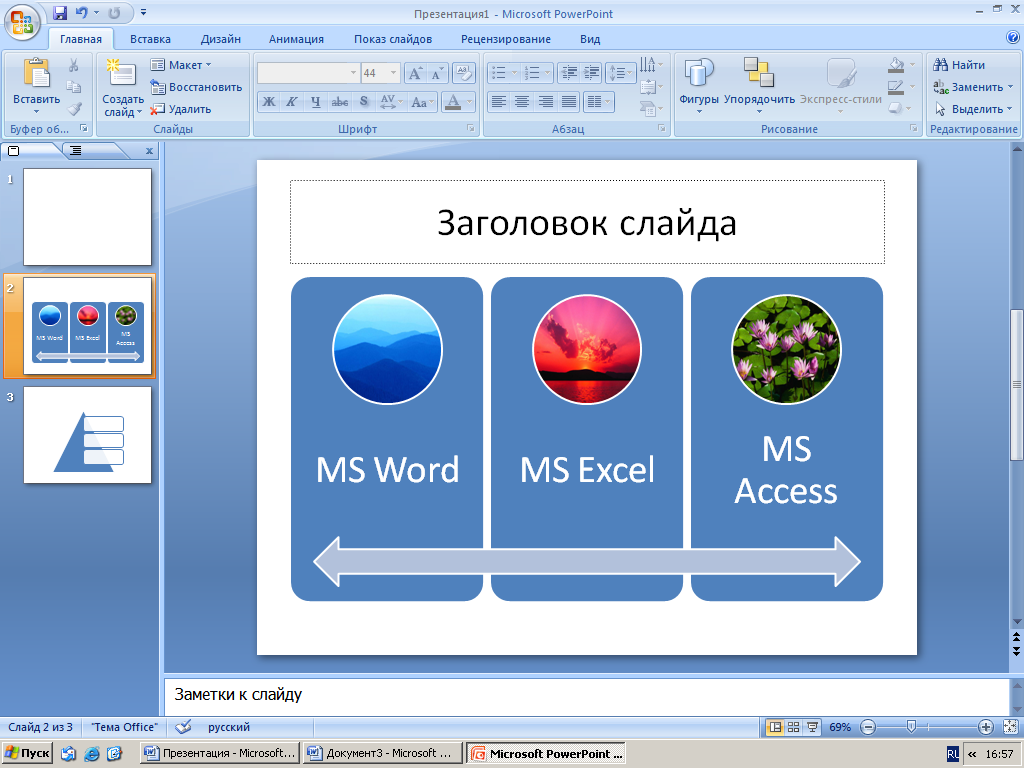 Презентация1 - Microsoft PowerPoint
Главная Вставка Дизайн Анимация Показ слайдов Рецензирование Вид
Вставить
Буфер об...
Создать слайд
Макет
Восстановить
Удалить
Слайды
44
Ж К Ч abc S AV Aa А
Шрифт
Абзац
Фигуры Упорядочить Экспресс-стили
Рисование
Найти
Заменить
Выделить
Редактирование
1
2
MS Word MS Excel MS Access
3
Заголовок слайда
MS Word
MS Excel
MS
Access
Заметки к слайду
Слайд 2 из 3 "Тема Office" русский 69%
Пуск Презентация - Microsoft... Документ3 - Microsoft ... Microsoft PowerPoint ... RL « 16:57